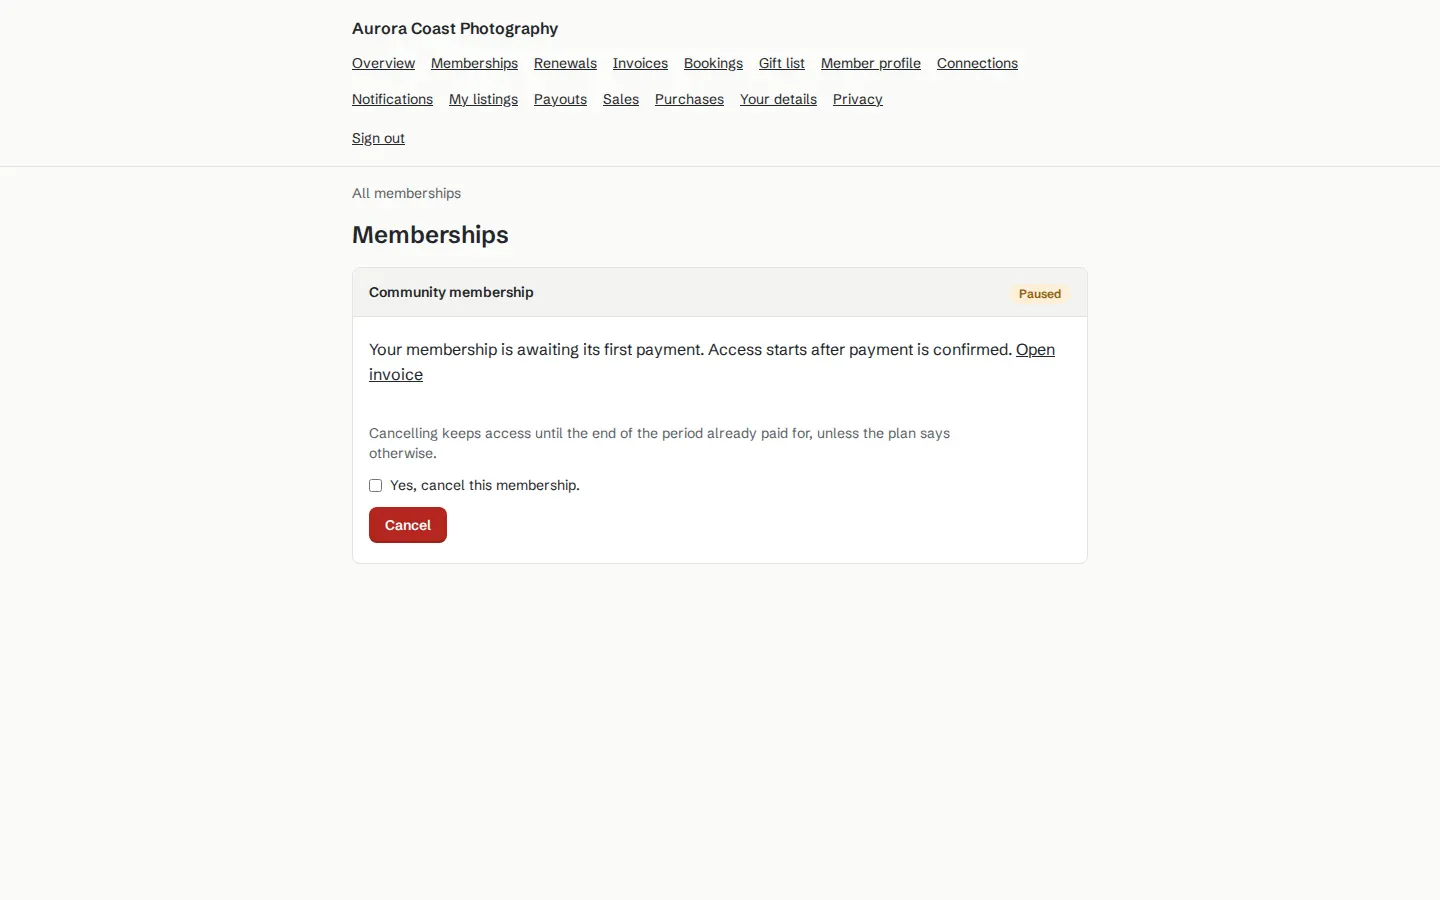 Aurora Coast Photography
Overview Memberships Renewals Invoices Bookings Gift list Member profile Connections
Notifications My listings Payouts Sales Purchases Your details Privacy
Sign out
All memberships
Memberships
Community membership Paused
Your membership is awaiting its first payment. Access starts after payment is confirmed. Open
invoice
Cancelling keeps access until the end of the period already paid for, unless the plan says
otherwise.
Yes, cancel this membership.
Cancel